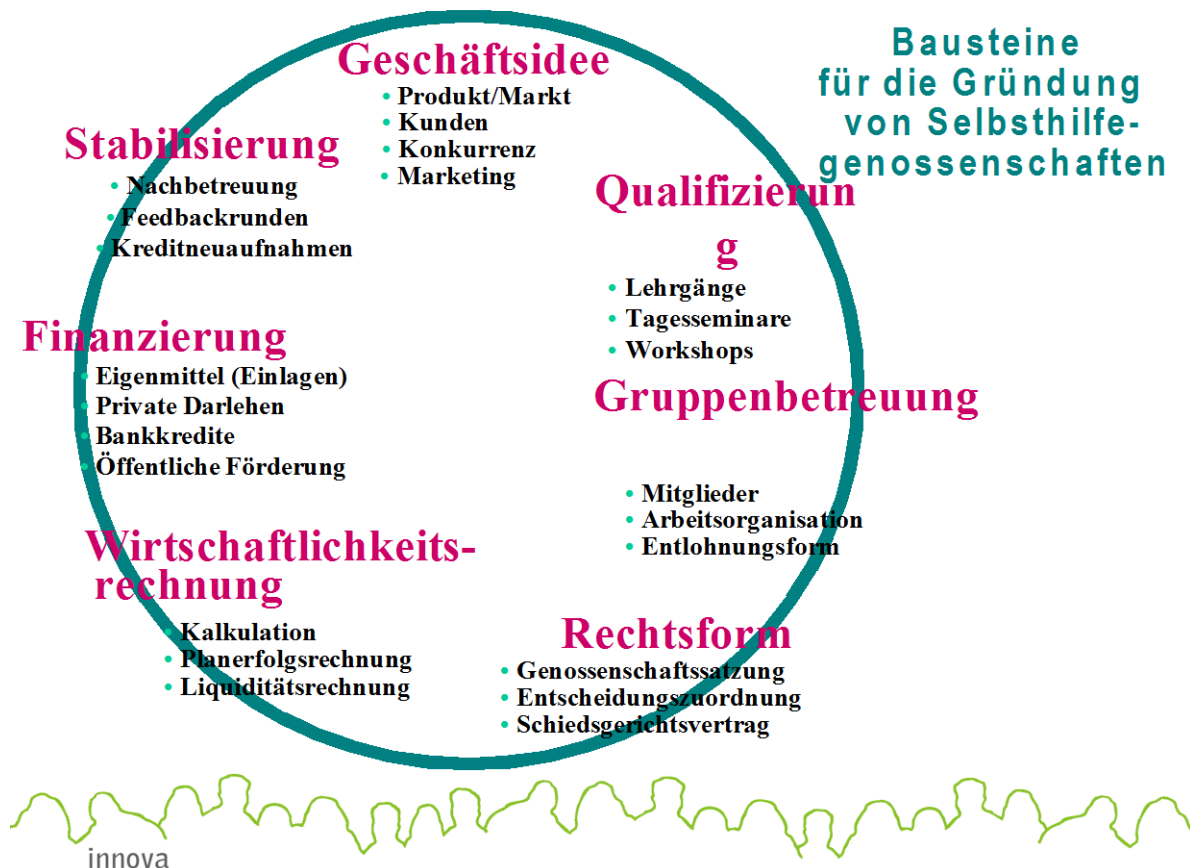 Bausteine
für die Gründung
von Selbsthilfe-
genossenschaften
Geschäftsidee
• Produkt/Markt
• Kunden
• Konkurrenz
• Marketing
Qualifizierun
g
• Lehrgänge
• Tagesseminare
• Workshops
Gruppenbetreuung
• Mitglieder
• Arbeitsorganisation
• Entlohnungsform
Rechtsform
• Genossenschaftssatzung
• Entscheidungszuordnung
• Schiedsgerichtsvertrag
Wirtschaftlichkeits-
rechnung
• Kalkulation
• Planerfolgsrechnung
• Liquiditätsrechnung
Finanzierung
• Eigenmittel (Einlagen)
• Private Darlehen
• Bankkredite
• Öffentliche Förderung
Stabilisierung
• Nachbetreuung
• Feedbackrunden
• Kreditneuaufnahmen
innova